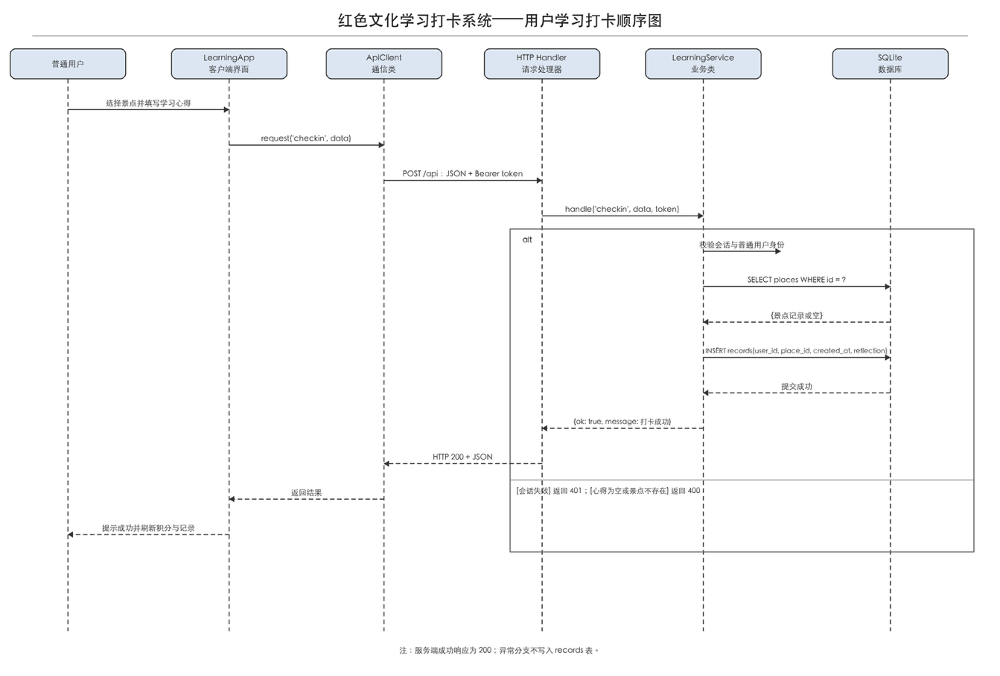 红色文化学习打卡系统——用户学习打卡顺序图
普通用户
LearningApp
客户端界面
ApiClient
通信类
HTTP Handler
请求处理器
LearningService
业务类
SQLite
数据库
选择景点并填写学习心得
request('checkin', data)
POST /api：JSON + Bearer token
handle('checkin', data, token)
alt
校验会话与普通用户身份
SELECT places WHERE id = ?
{景点记录或空}
INSERT records(user_id, place_id, created_at, reflection)
提交成功
{ok: true, message: 打卡成功}
HTTP 200 + JSON
[会话失败] 返回 401；[心得为空或景点不存在] 返回 400
返回结果
提示成功并刷新积分与记录
注：服务端成功响应为 200；异常分支不写入 records 表。